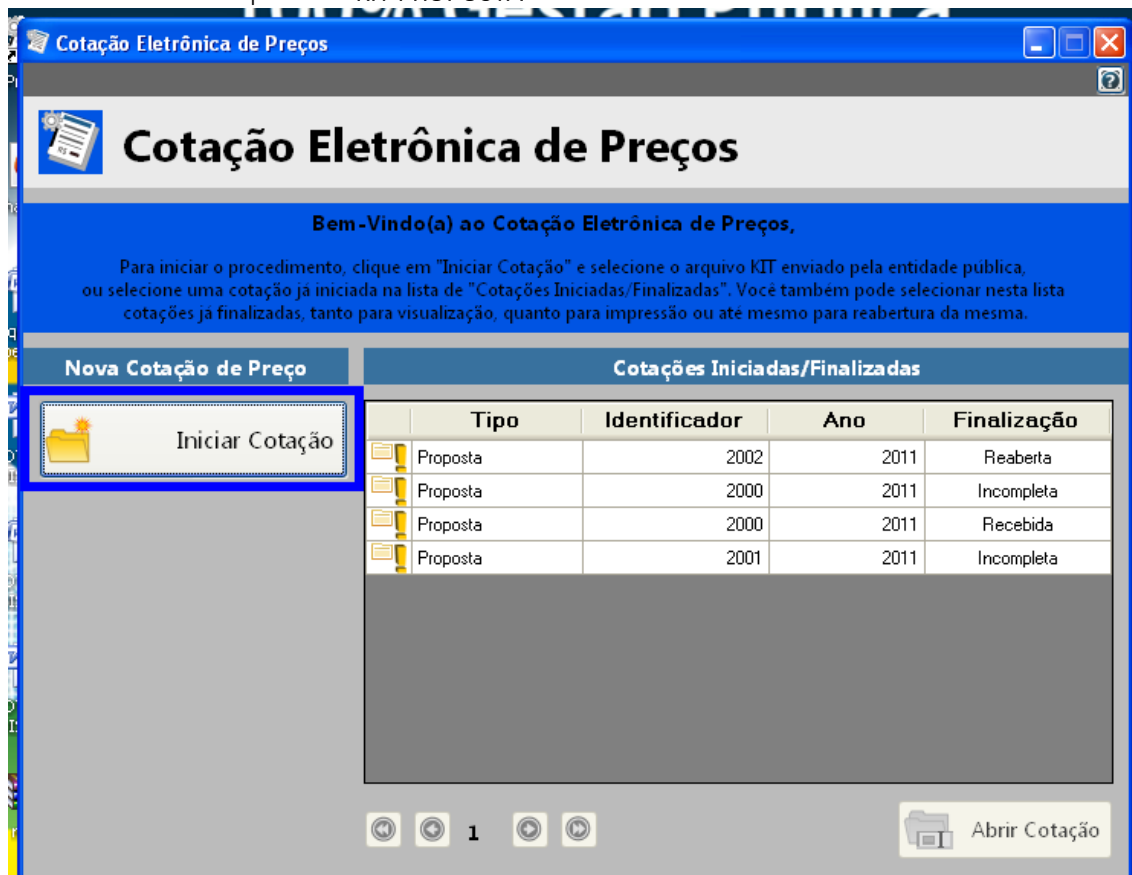 Cotação Eletrônica de Preços
Cotação Eletrônica de Preços
Bem-Vindo(a) ao Cotação Eletrônica de Preços,
Para iniciar o procedimento, clique em "Iniciar Cotação" e selecione o arquivo KIT enviado pela entidade pública,
ou selecione uma cotação já iniciada na lista de "Cotações Iniciadas/Finalizadas". Você também pode selecionar nesta lista
cotações já finalizadas, tanto para visualização, quanto para impressão ou até mesmo para reabertura da mesma.
Nova Cotação de Preço
Cotações Iniciadas/Finalizadas
Iniciar Cotação
Tipo Identificador Ano Finalização
Proposta 2002 2011 Reaberta
Proposta 2000 2011 Incompleta
Proposta 2000 2011 Recebida
Proposta 2001 2011 Incompleta
1
Abrir Cotação